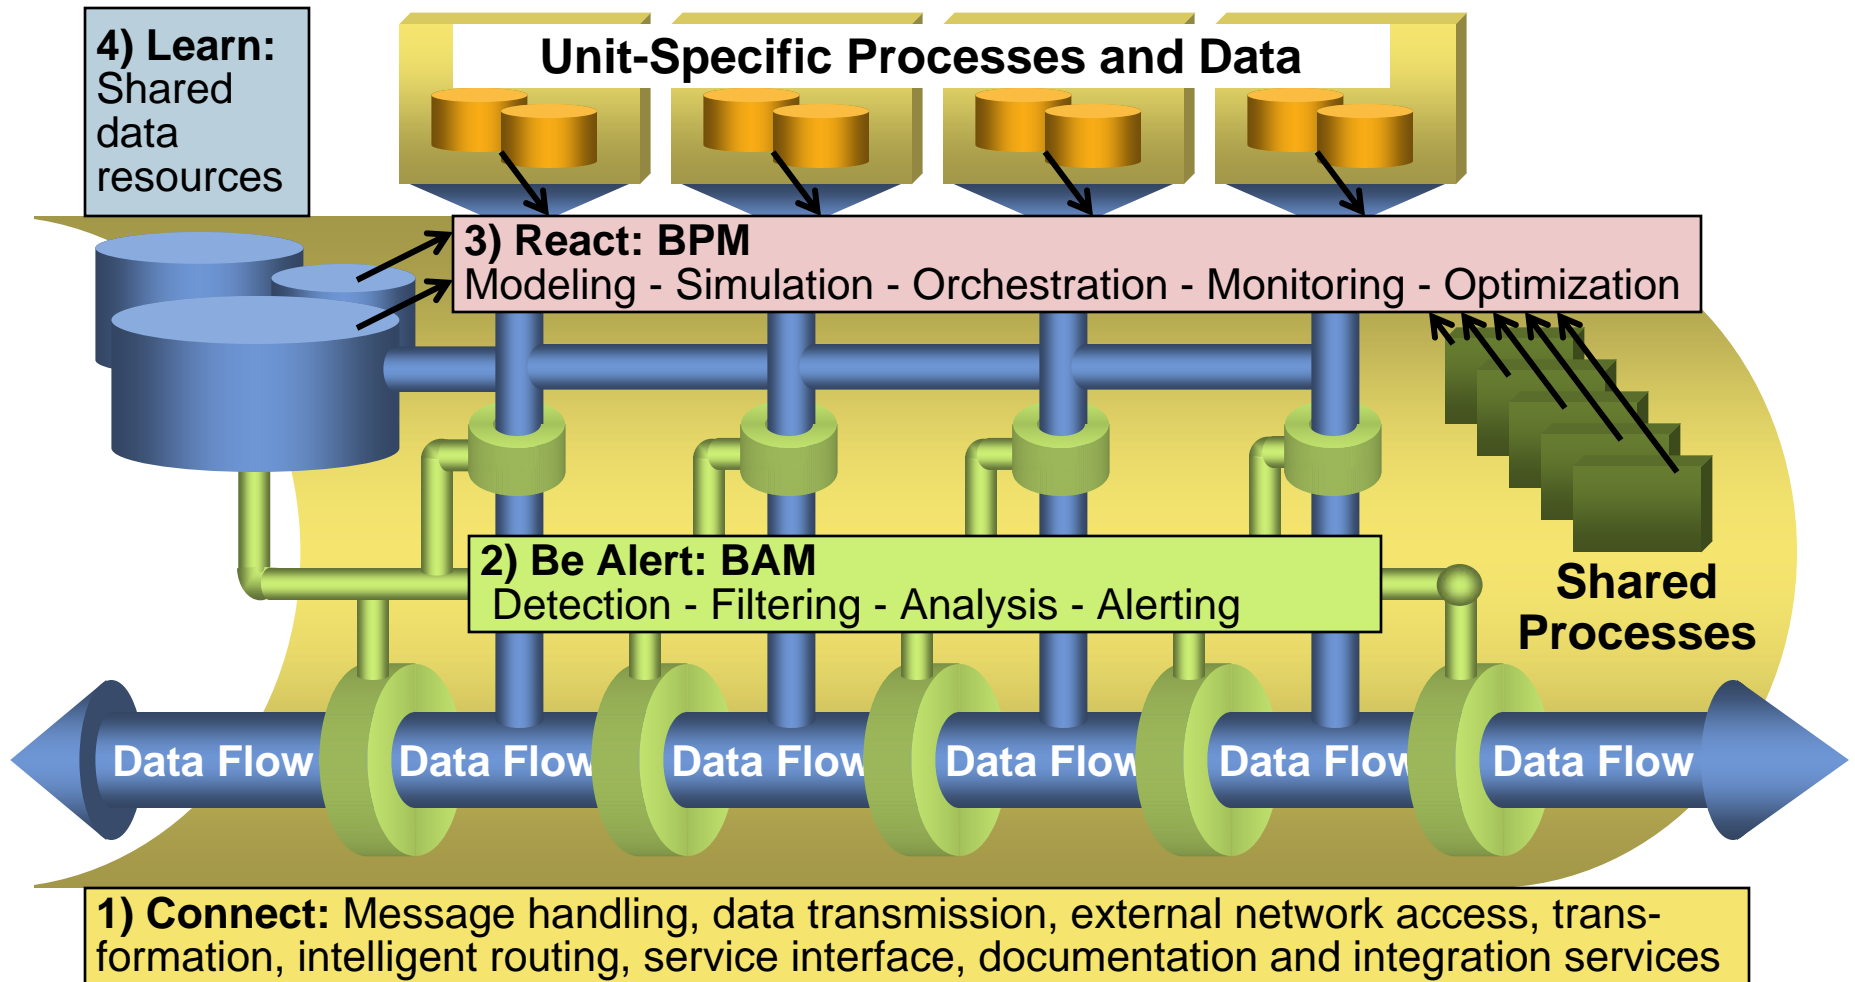 4) Learn:
Shared
data
resources
Unit-Specific Processes and Data
3) React: BPM
Modeling - Simulation - Orchestration - Monitoring - Optimization
2) Be Alert: BAM
Detection - Filtering - Analysis - Alerting
Shared
Processes
Data Flow Data Flow Data Flow Data Flow Data Flow Data Flow
1) Connect: Message handling, data transmission, external network access, trans-
formation, intelligent routing, service interface, documentation and integration services